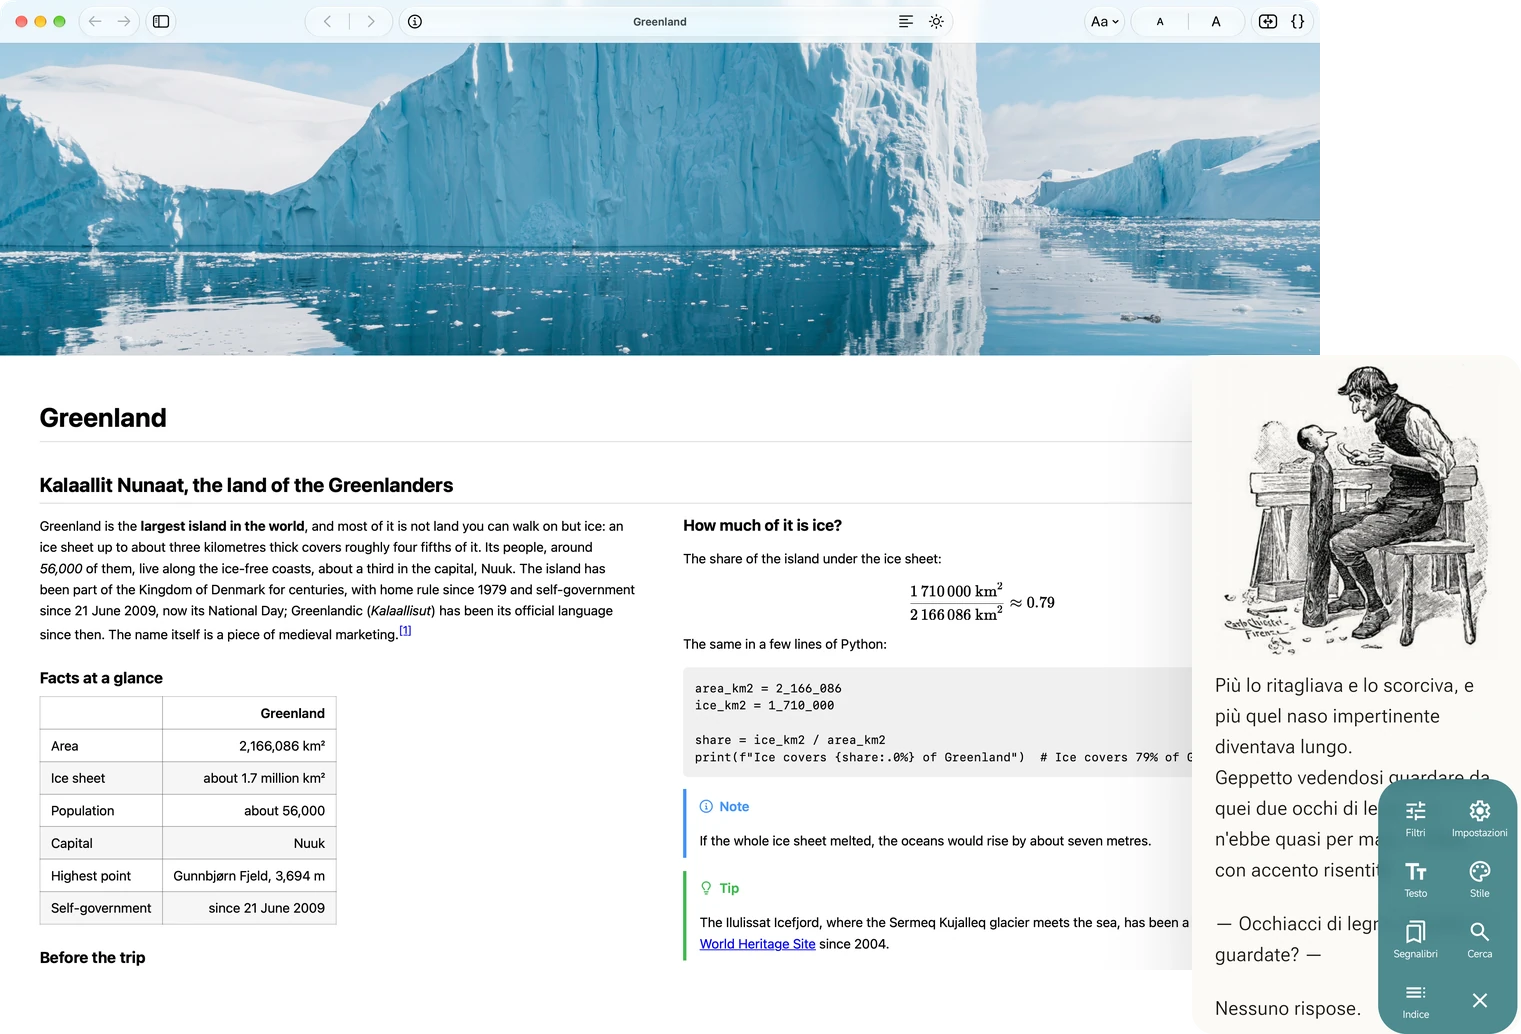 Greenland
Aa
A
A
{}
Greenland
Kalaallit Nunaat, the land of the Greenlanders
Greenland is the largest island in the world, and most of it is not land you can walk on but ice: an
ice sheet up to about three kilometres thick covers roughly four fifths of it. Its people, around
56,000 of them, live along the ice-free coasts, about a third in the capital, Nuuk. The island has
been part of the Kingdom of Denmark for centuries, with home rule since 1979 and self-government
since 21 June 2009, now its National Day; Greenlandic (Kalaallisut) has been its official language
since then. The name itself is a piece of medieval marketing.[1]
Facts at a glance
Greenland
Area 2,166,086 km²
Ice sheet about 1.7 million km²
Population about 56,000
Capital Nuuk
Highest point Gunnbjørn Fjeld, 3,694 m
Self-government since 21 June 2009
Before the trip
How much of it is ice?
The share of the island under the ice sheet:
1 710 000 km²
2 166 086 km² ≈ 0.79
The same in a few lines of Python:
area_km2 = 2_166_086
ice_km2 = 1_710_000
share = ice_km2 / area_km2
print(f"Ice covers {share:.0%} of Greenland")  # Ice covers 79% of G
Note
If the whole ice sheet melted, the oceans would rise by about seven metres.
Tip
The Ilulissat Icefjord, where the Sermeq Kujalleq glacier meets the sea, has been a
World Heritage Site since 2004.
Carlo Chiostri
Firenze
Più lo ritagliava e lo scorciva, e
più quel naso impertinente
diventava lungo.
Geppetto vedendosi guardare da
quei due occhi di le
n'ebbe quasi per ma
con accento risentit
— Occhiacci di legn
guardate? —
Nessuno rispose.
Filtri
Impostazioni
Testo
Stile
Segnalibri
Cerca
Indice